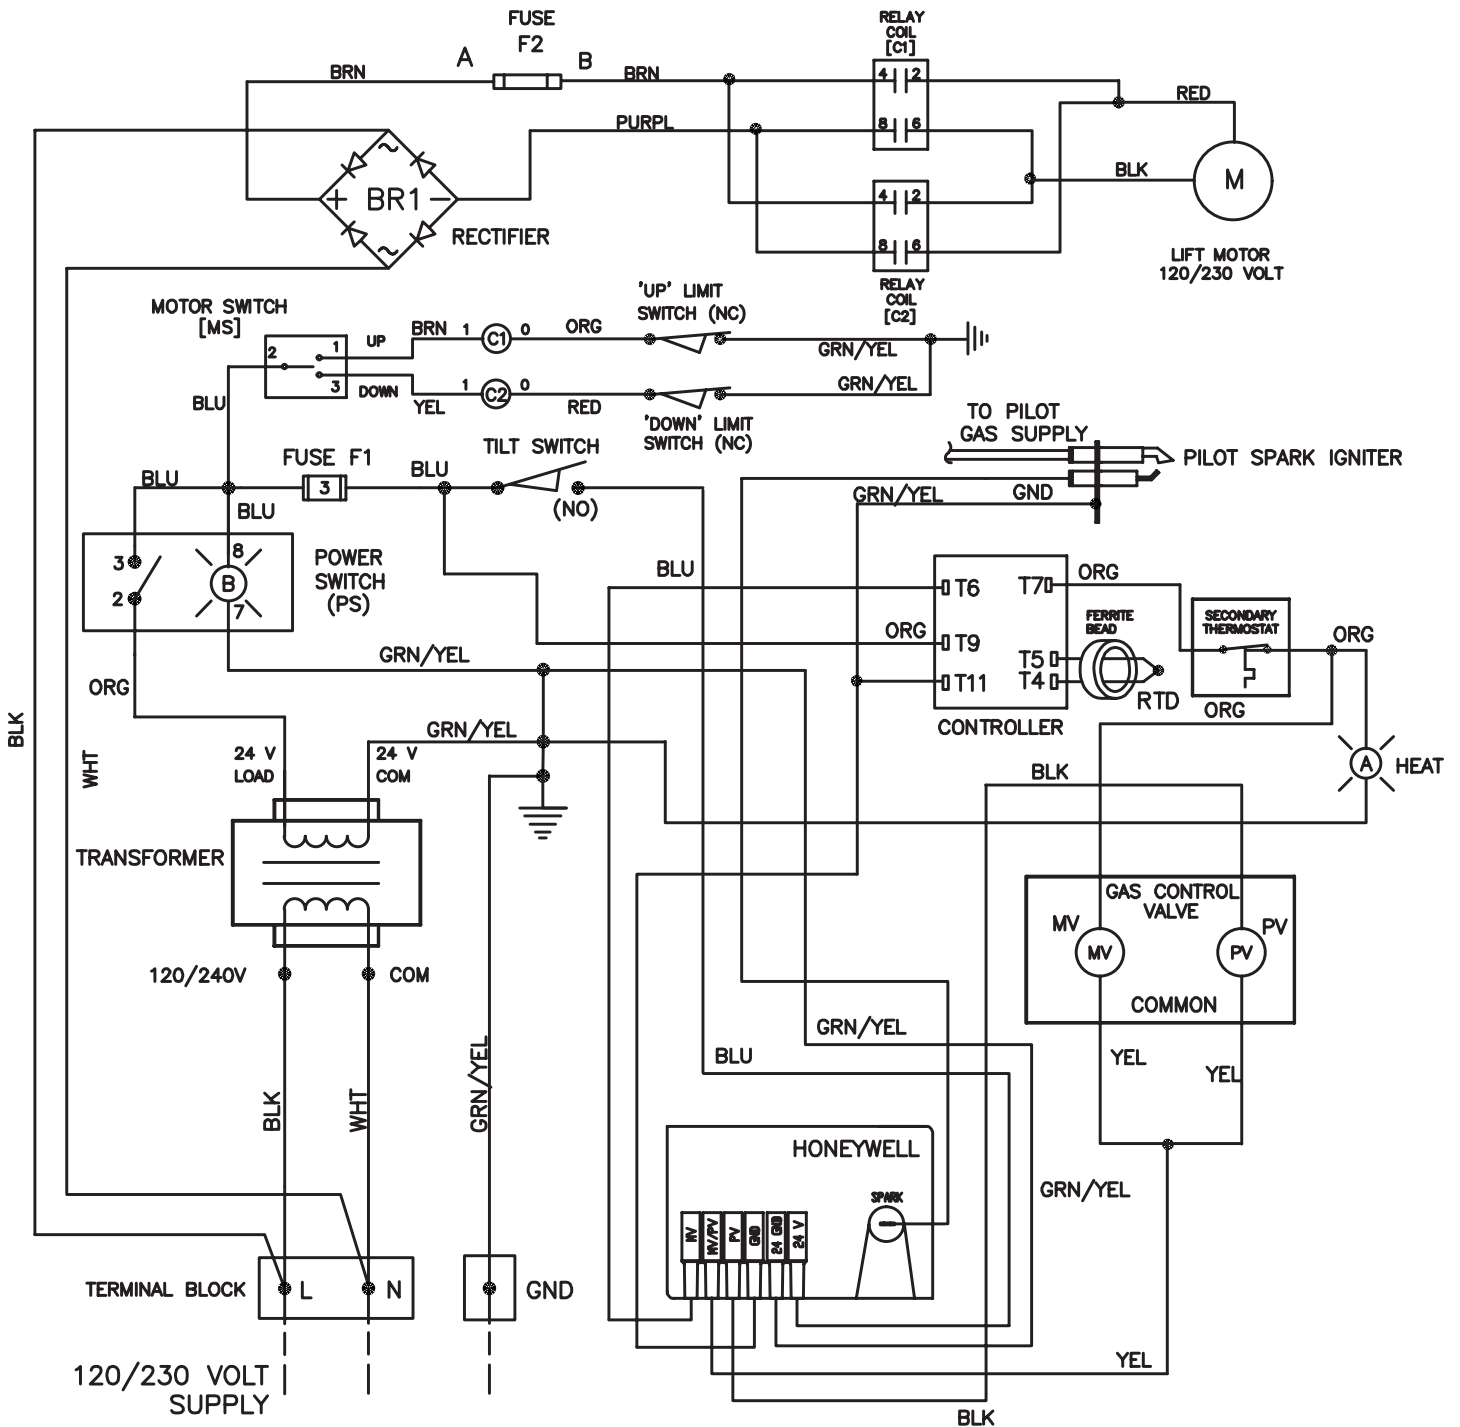 FUSE
F2
A
B
BRN
BRN
RELAY
COIL
[C1]
4
2
8
6
RED
PURPL
BLK
M
BR1
+
−
RECTIFIER
4
2
8
6
RELAY
COIL
[C2]
LIFT MOTOR
120/230 VOLT
MOTOR SWITCH
[MS]
2
1
3
UP
DOWN
BRN
1
C1
0
ORG
'UP' LIMIT
SWITCH (NC)
GRN/YEL
YEL
1
C2
0
RED
'DOWN' LIMIT
SWITCH (NC)
GRN/YEL
BLU
TO PILOT
GAS SUPPLY
PILOT SPARK IGNITER
GND
GRN/YEL
BLU
FUSE F1
3
BLU
TILT SWITCH
(NO)
BLU
3
2
8
B
7
POWER
SWITCH
(PS)
BLU
T6
T7
ORG
ORG
T9
T5
T11
T4
CONTROLLER
FERRITE
BEAD
RTD
SECONDARY
THERMOSTAT
ORG
ORG
GRN/YEL
ORG
GRN/YEL
BLK
WHT
24 V
LOAD
24 V
COM
A
HEAT
BLK
TRANSFORMER
GAS CONTROL
VALVE
MV
MV
PV
PV
COMMON
120/240V
COM
GRN/YEL
BLU
YEL
YEL
BLK
WHT
GRN/YEL
HONEYWELL
SPARK
MV
MV/PV
PV
GND
24 GND
24 V
GRN/YEL
TERMINAL BLOCK
L
N
GND
YEL
BLK
120/230 VOLT
SUPPLY